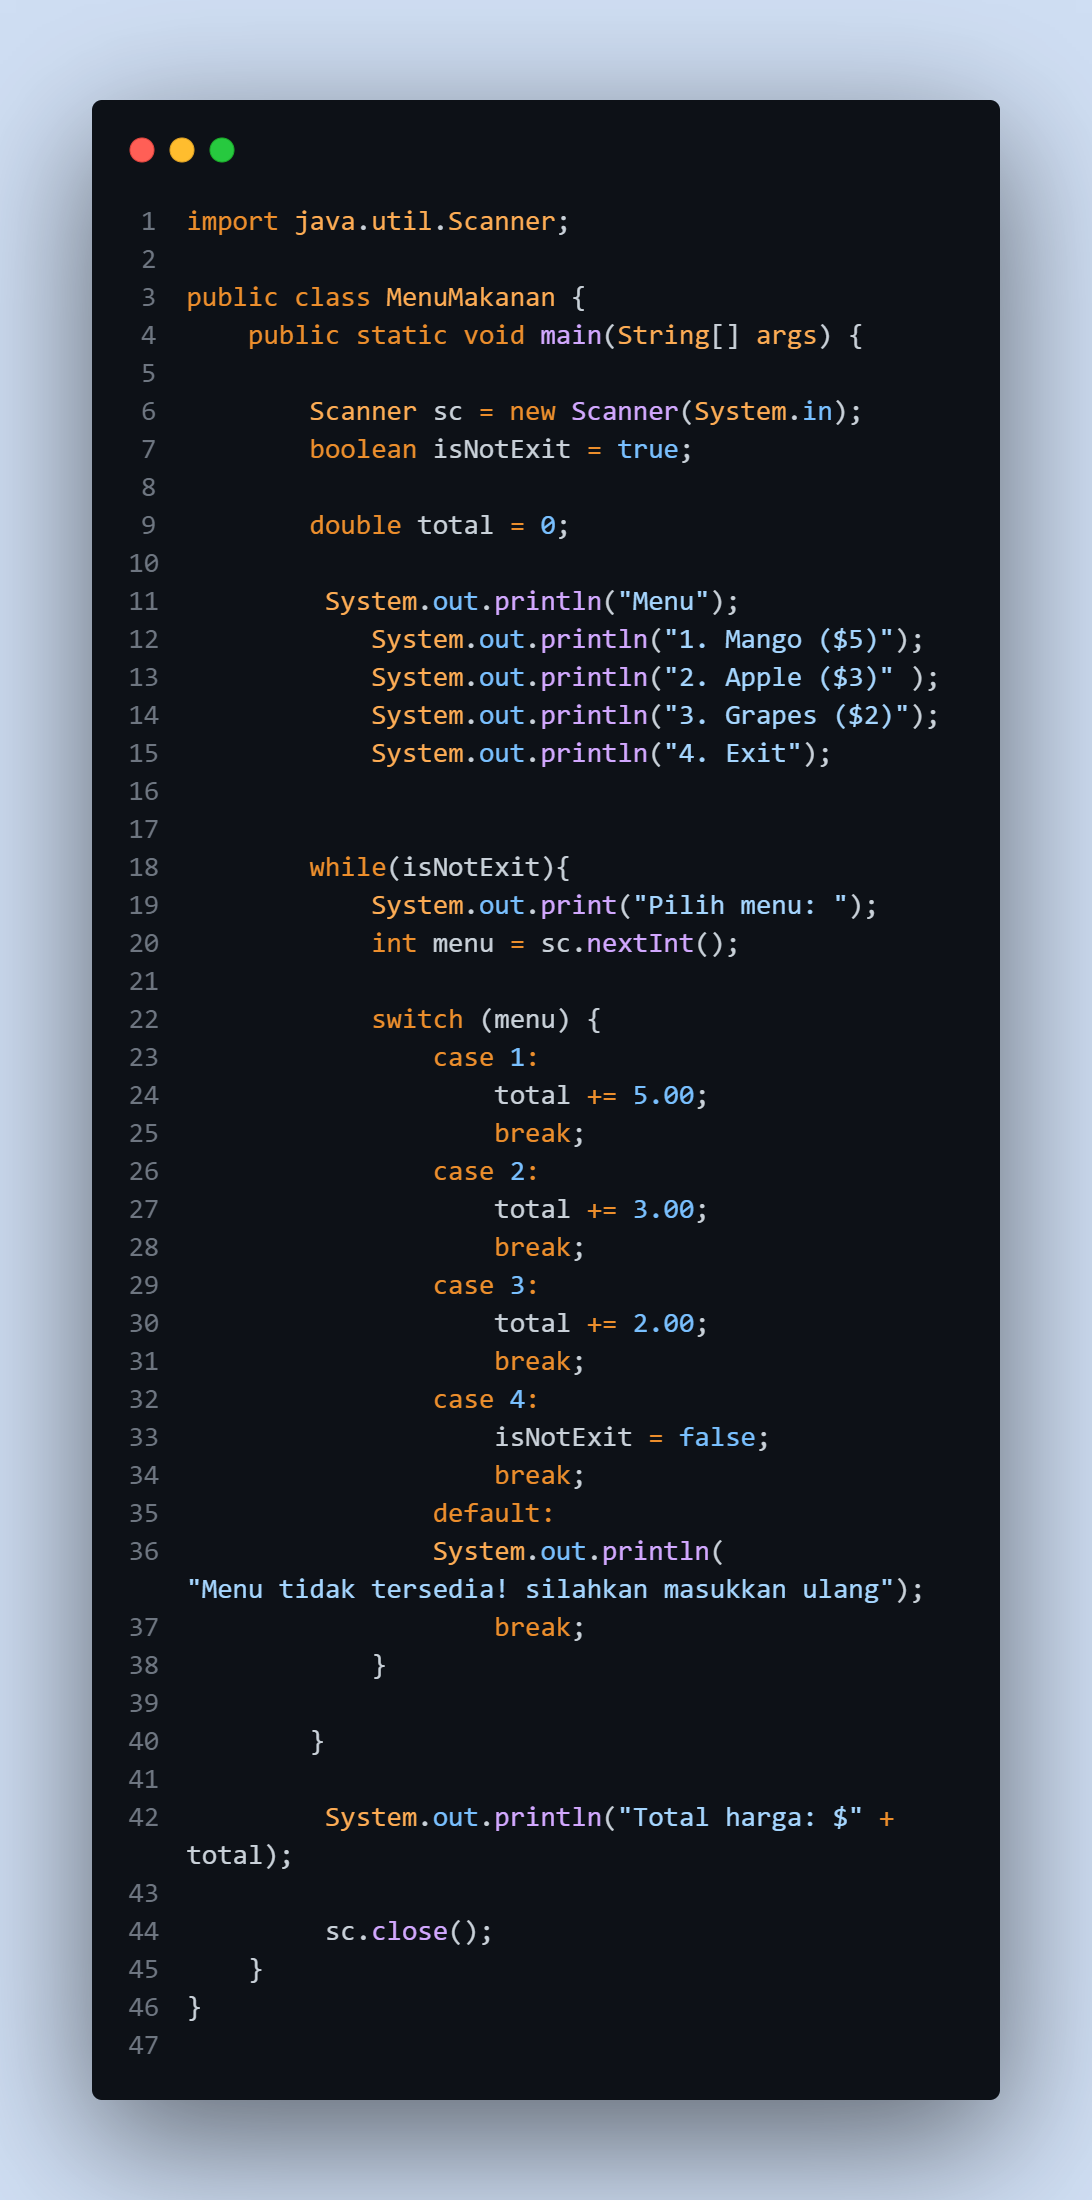 1 import java.util.Scanner;
2
3 public class MenuMakanan {
4     public static void main(String[] args) {
5
6         Scanner sc = new Scanner(System.in);
7         boolean isNotExit = true;
8
9         double total = 0;
10
11          System.out.println("Menu");
12             System.out.println("1. Mango ($5)");
13             System.out.println("2. Apple ($3)" );
14             System.out.println("3. Grapes ($2)");
15             System.out.println("4. Exit");
16
17
18         while(isNotExit){
19             System.out.print("Pilih menu: ");
20             int menu = sc.nextInt();
21
22             switch (menu) {
23                 case 1:
24                     total += 5.00;
25                     break;
26                 case 2:
27                     total += 3.00;
28                     break;
29                 case 3:
30                     total += 2.00;
31                     break;
32                 case 4:
33                     isNotExit = false;
34                     break;
35                 default:
36                 System.out.println(
"Menu tidak tersedia! silahkan masukkan ulang");
37                     break;
38             }
39
40         }
41
42          System.out.println("Total harga: $" +
total);
43
44          sc.close();
45     }
46 }
47